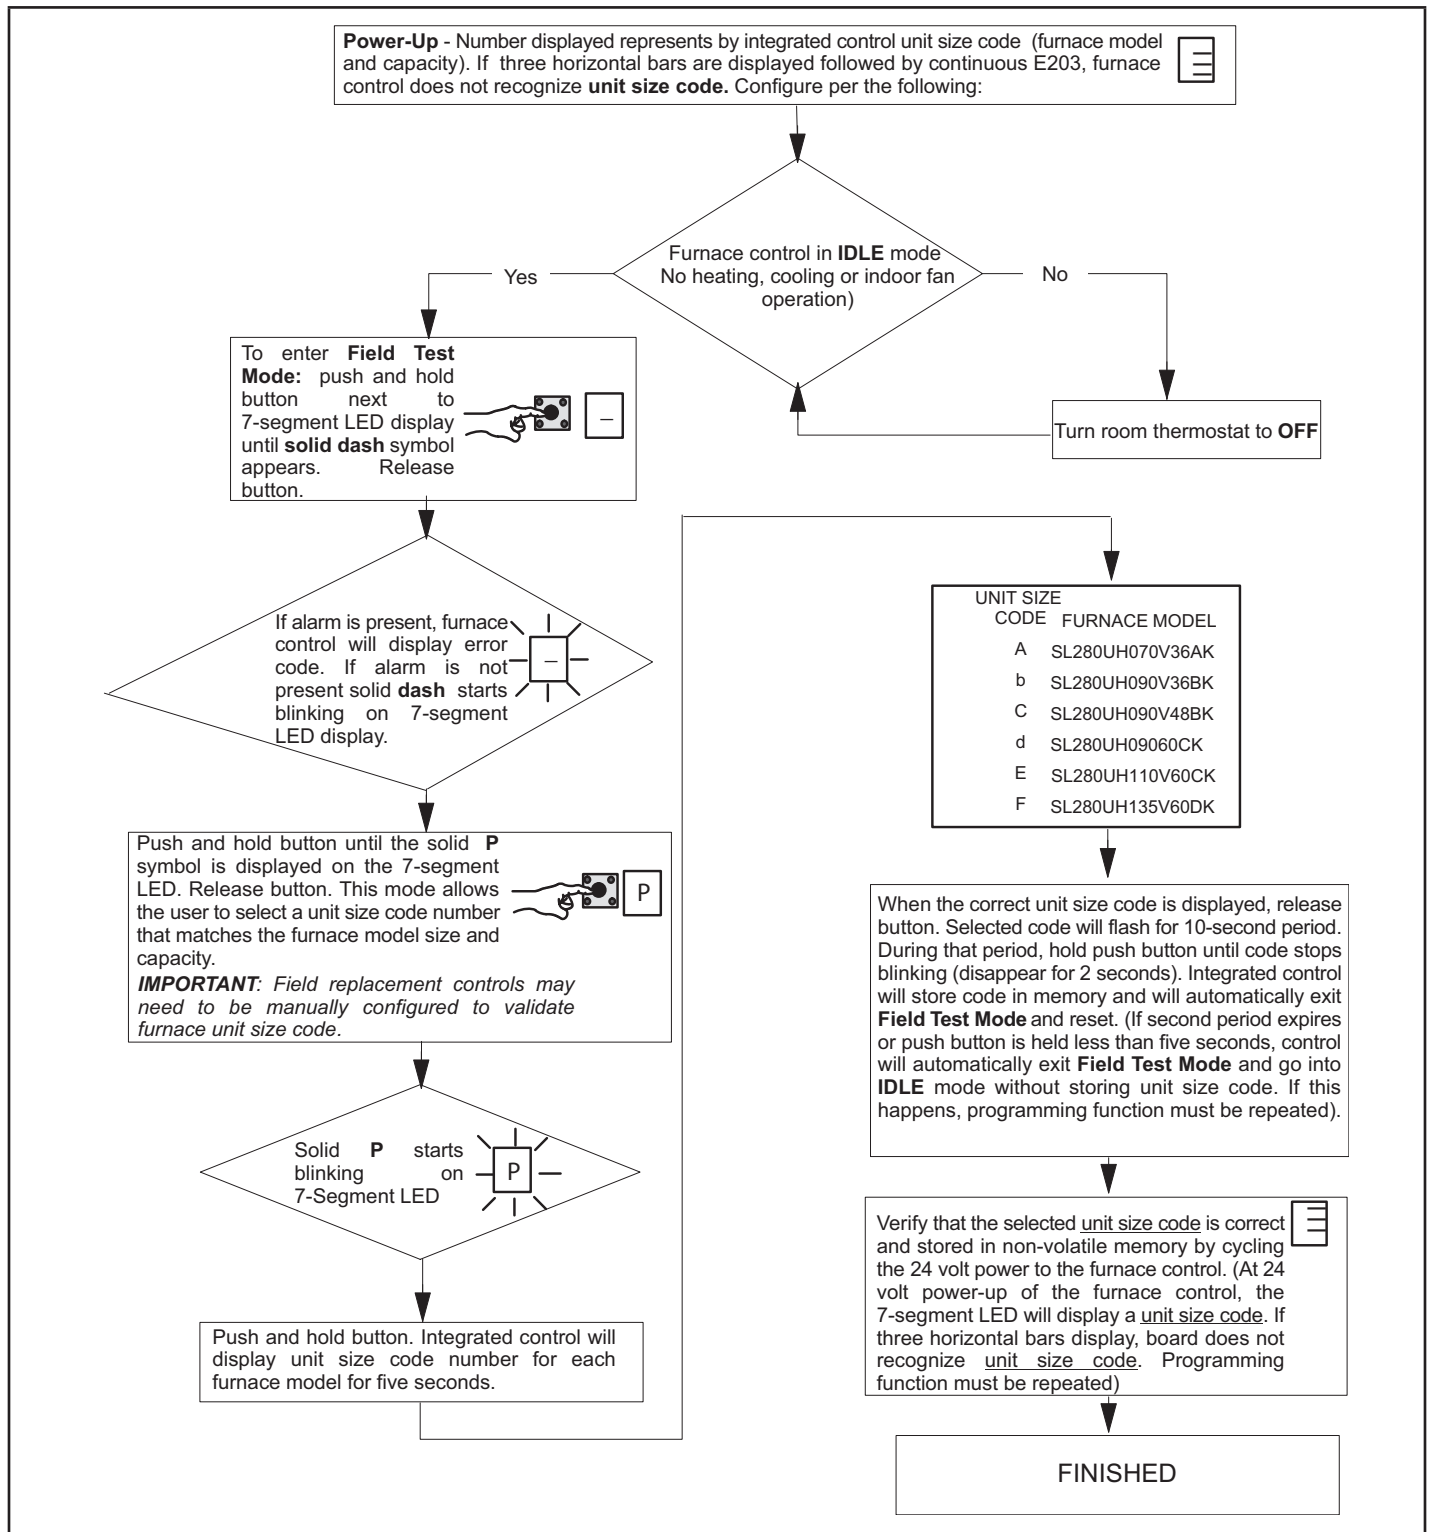 Power-Up - Number displayed represents by integrated control unit size code (furnace model
and capacity). If three horizontal bars are displayed followed by continuous E203, furnace
control does not recognize unit size code. Configure per the following:
Furnace control in IDLE mode
No heating, cooling or indoor fan
operation)
Yes
No
Turn room thermostat to OFF
To enter Field Test
Mode: push and hold
button next to
7-segment LED display
until solid dash symbol
appears. Release
button.
–
If alarm is present, furnace
control will display error
code. If alarm is not
present solid dash starts
blinking on 7-segment
LED display.
–
Push and hold button until the solid P
symbol is displayed on the 7-segment
LED. Release button. This mode allows
the user to select a unit size code number
that matches the furnace model size and
capacity.
IMPORTANT: Field replacement controls may
need to be manually configured to validate
furnace unit size code.
P
Solid P starts
blinking on
7-Segment LED
P
Push and hold button. Integrated control will
display unit size code number for each
furnace model for five seconds.
UNIT SIZE
CODE FURNACE MODEL
A SL280UH070V36AK
b SL280UH090V36BK
C SL280UH090V48BK
d SL280UH09060CK
E SL280UH110V60CK
F SL280UH135V60DK
When the correct unit size code is displayed, release
button. Selected code will flash for 10-second period.
During that period, hold push button until code stops
blinking (disappear for 2 seconds). Integrated control
will store code in memory and will automatically exit
Field Test Mode and reset. (If second period expires
or push button is held less than five seconds, control
will automatically exit Field Test Mode and go into
IDLE mode without storing unit size code. If this
happens, programming function must be repeated).
Verify that the selected unit size code is correct
and stored in non-volatile memory by cycling
the 24 volt power to the furnace control. (At 24
volt power-up of the furnace control, the
7-segment LED will display a unit size code. If
three horizontal bars display, board does not
recognize unit size code. Programming
function must be repeated)
FINISHED